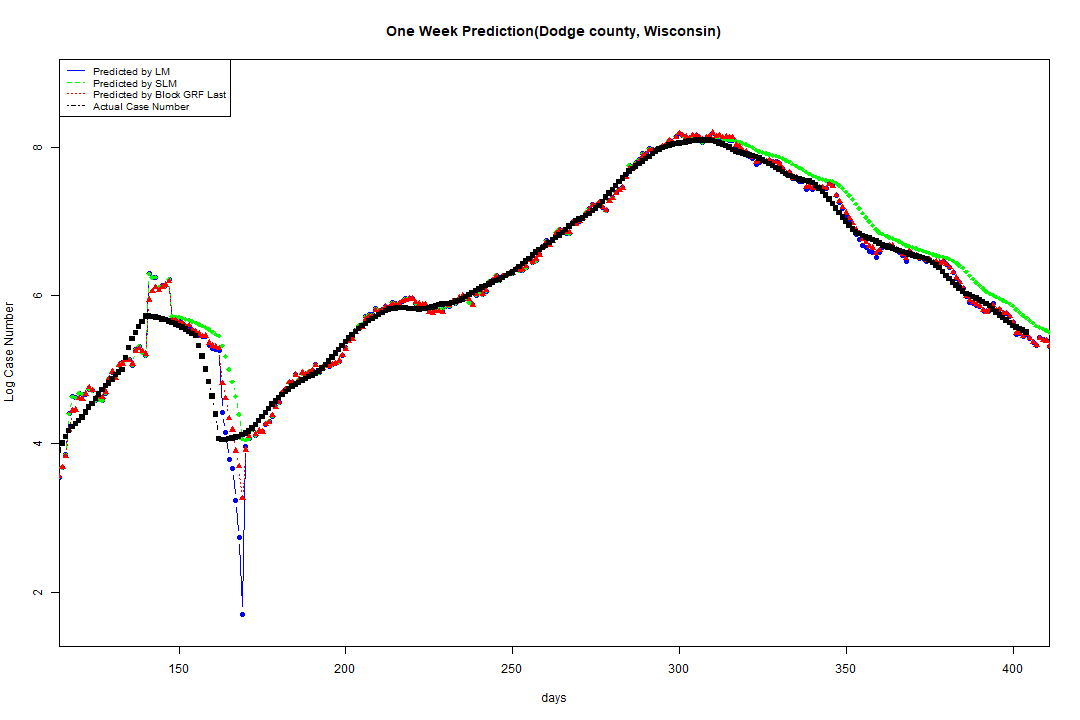 One Week Prediction(Dodge county, Wisconsin)
Predicted by LM
Predicted by SLM
Predicted by Block GRF Last
Actual Case Number
8
6
4
2
Log Case Number
150 200 250 300 350 400
days